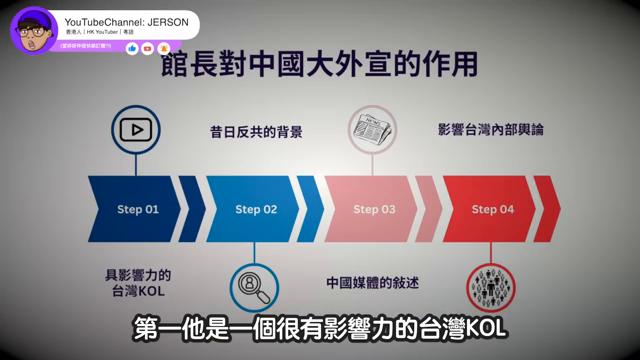 YouTubeChannel: JERSON
香港人｜HK YouTuber｜粵語
館長對中國大外宣的作用
昔日反共的背景
影響台灣內部輿論
Step 01
Step 02
Step 03
Step 04
具影響力的
台灣KOL
中國媒體的敘述
第一他是一個很有影響力的台灣KOL